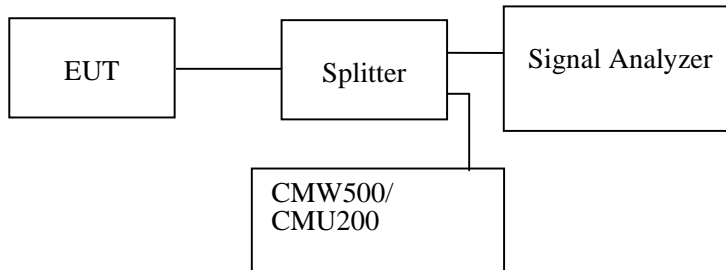 EUT
Splitter
Signal Analyzer
CMW500/
CMU200